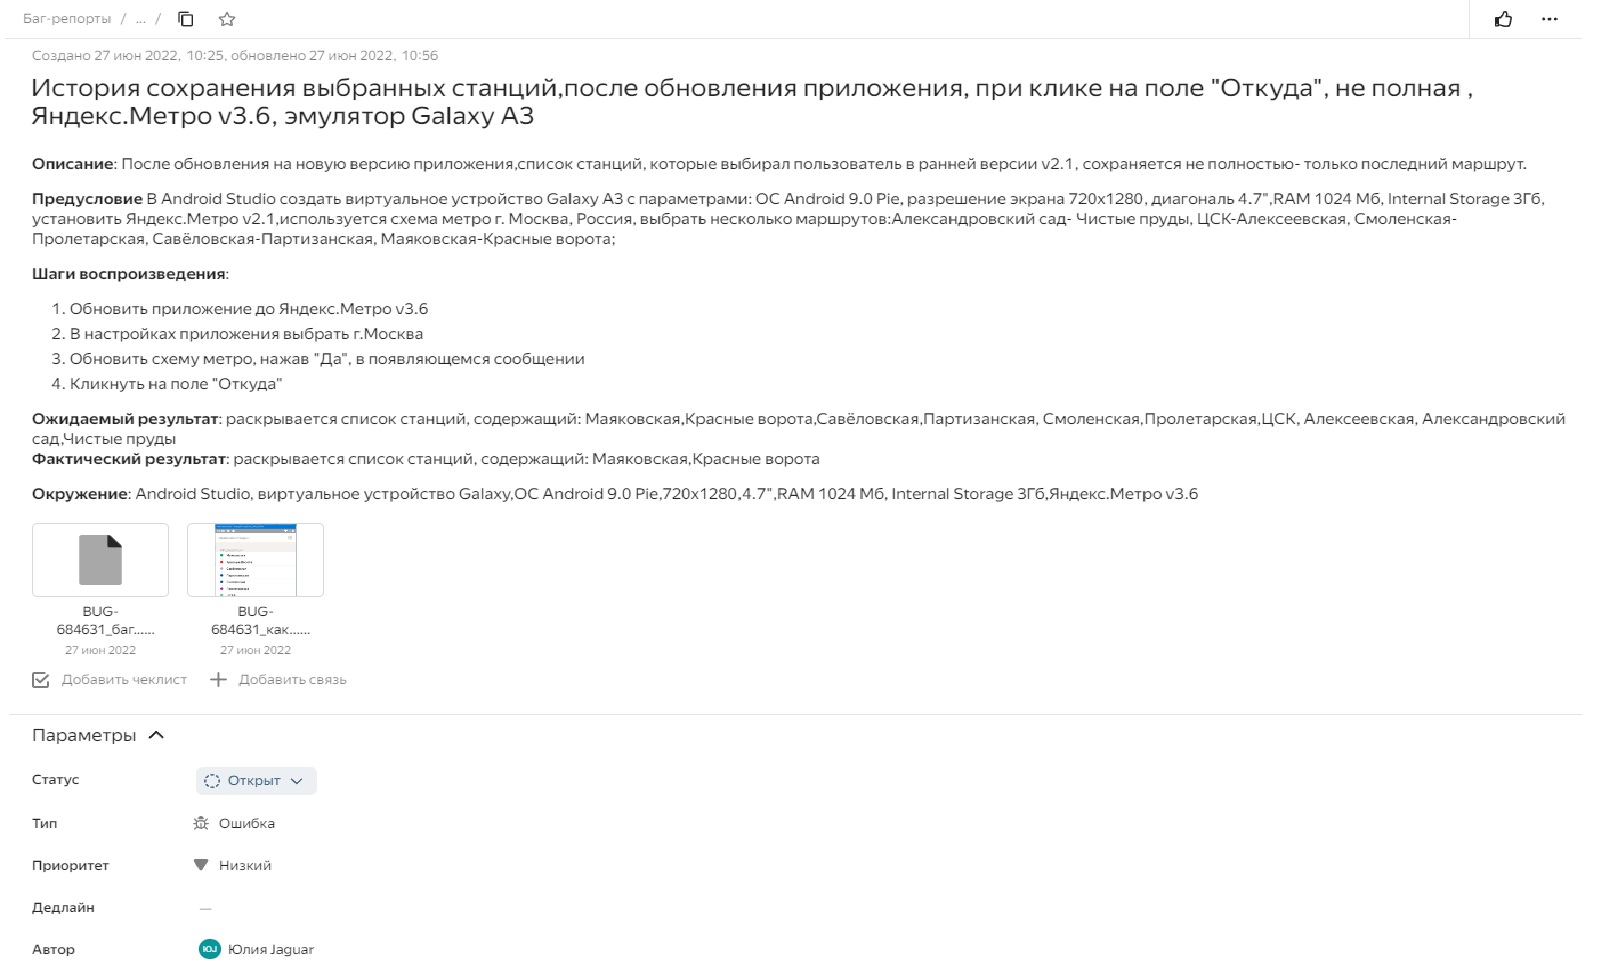 Баг-репорты / ... /
Создано 27 июн 2022, 10:25, обновлено 27 июн 2022, 10:56
История сохранения выбранных станций,после обновления приложения, при клике на поле "Откуда", не полная ,
Яндекс.Метро v3.6, эмулятор Galaxy A3
Описание: После обновления на новую версию приложения,список станций, которые выбирал пользователь в ранней версии v2.1, сохраняется не полностью- только последний маршрут.
Предусловие В Android Studio создать виртуальное устройство Galaxy A3 с параметрами: ОС Android 9.0 Pie, разрешение экрана 720x1280, диагональ 4.7",RAM 1024 Мб, Internal Storage 3Гб,
установить Яндекс.Метро v2.1,используется схема метро г. Москва, Россия, выбрать несколько маршрутов:Александровский сад- Чистые пруды, ЦСК-Алексеевская, Смоленская-
Пролетарская, Савёловская-Партизанская, Маяковская-Красные ворота;
Шаги воспроизведения:
1. Обновить приложение до Яндекс.Метро v3.6
2. В настройках приложения выбрать г.Москва
3. Обновить схему метро, нажав "Да", в появляющемся сообщении
4. Кликнуть на поле "Откуда"
Ожидаемый результат: раскрывается список станций, содержащий: Маяковская,Красные ворота,Савёловская,Партизанская, Смоленская,Пролетарская,ЦСК, Алексеевская, Александровский
сад,Чистые пруды
Фактический результат: раскрывается список станций, содержащий: Маяковская,Красные ворота
Окружение: Android Studio, виртуальное устройство Galaxy,ОС Android 9.0 Pie,720x1280,4.7",RAM 1024 Мб, Internal Storage 3Гб,Яндекс.Метро v3.6
BUG- BUG-
684631_баг...... 684631_как......
27 июн 2022 27 июн 2022
Добавить чеклист Добавить связь
Параметры
Статус Открыт
Тип Ошибка
Приоритет Низкий
Дедлайн —
Автор ЮJ Юлия Jaguar